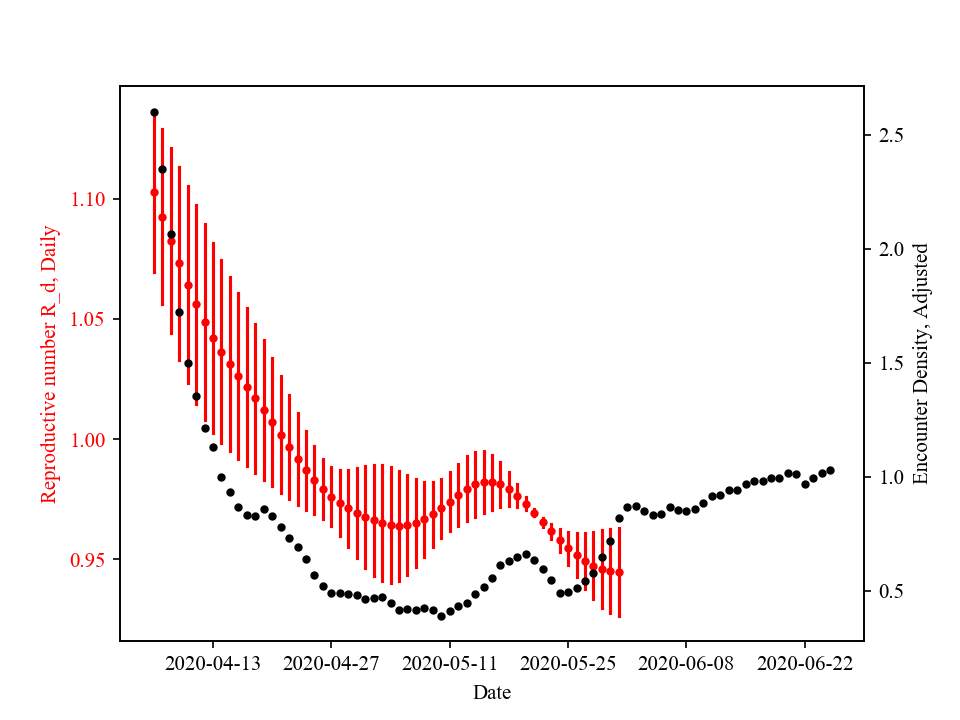 Reproductive number R_d, Daily
1.10
1.05
1.00
0.95
2.5
2.0
1.5
1.0
0.5
Encounter Density, Adjusted
2020-04-13 2020-04-27 2020-05-11 2020-05-25 2020-06-08 2020-06-22
Date